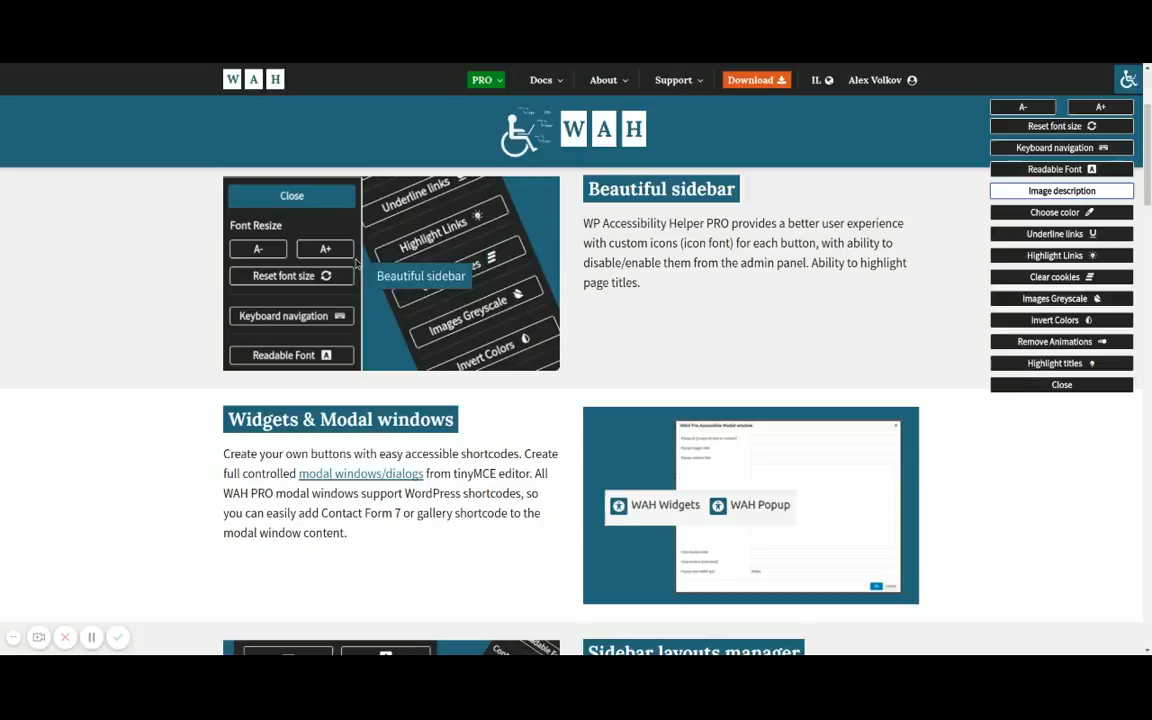 W A H
PRO
Docs
About
Support
Download
IL
Alex Volkov
W A H
A-
A+
Reset font size
Keyboard navigation
Readable Font
Image description
Choose color
Underline links
Highlight Links
Clear cookies
Images Greyscale
Invert Colors
Remove Animations
Highlight titles
Close
Close
Font Resize
A-
A+
Reset font size
Keyboard navigation
Readable Font
Underline links
Highlight Links
Images Greyscale
Invert Colors
Beautiful sidebar
Beautiful sidebar
WP Accessibility Helper PRO provides a better user experience
with custom icons (icon font) for each button, with ability to
disable/enable them from the admin panel. Ability to highlight
page titles.
Widgets & Modal windows
Create your own buttons with easy accessible shortcodes. Create
full controlled modal windows/dialogs from tinyMCE editor. All
WAH PRO modal windows support WordPress shortcodes, so
you can easily add Contact Form 7 or gallery shortcode to the
modal window content.
WAH Pro Accessible Modal window
WAH Widgets
WAH Popup
Sidebar layouts manager